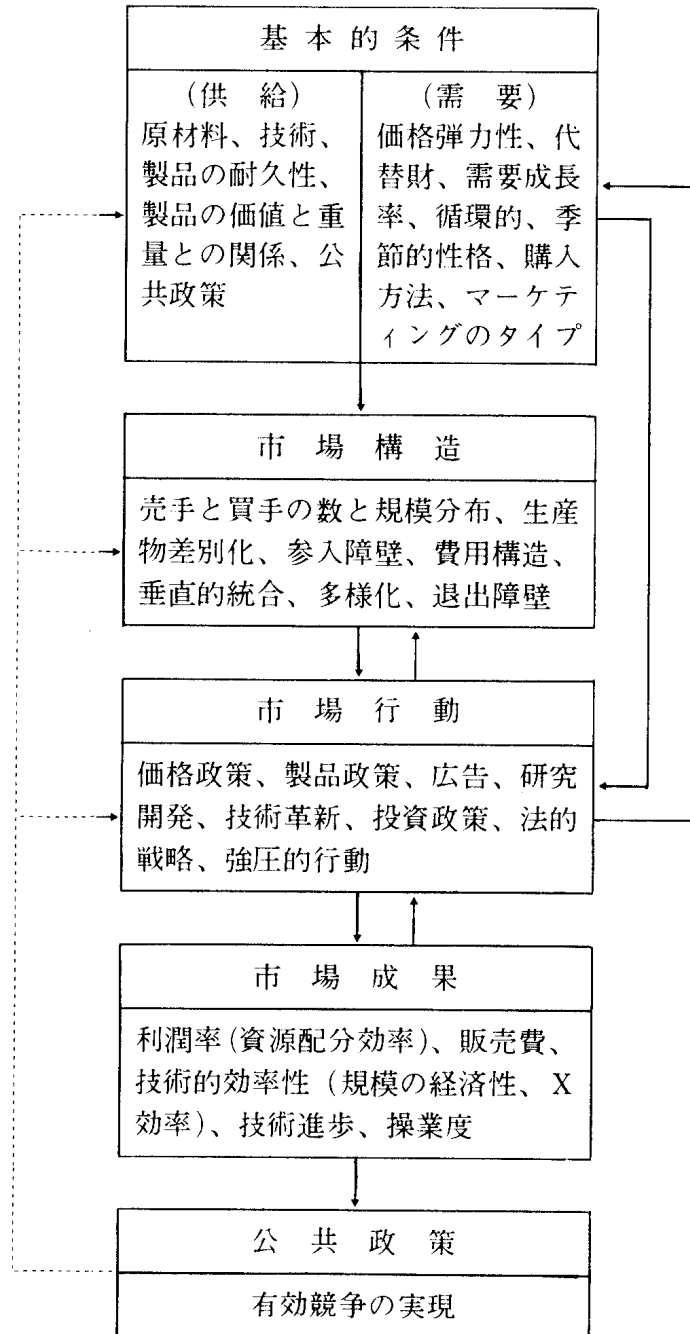 基本的条件
(供給)
原材料、技術、
製品の耐久性、
製品の価値と重
量との関係、公
共政策
(需要)
価格弾力性、代
替財、需要成長
率、循環的、季
節的性格、購入
方法、マーケテ
ィングのタイプ
市場構造
売手と買手の数と規模分布、生産
物差別化、参入障壁、費用構造、
垂直的統合、多様化、退出障壁
市場行動
価格政策、製品政策、広告、研究
開発、技術革新、投資政策、法的
戦略、強圧的行動
市場成果
利潤率(資源配分効率)、販売費、
技術的効率性(規模の経済性、X
効率)、技術進歩、操業度
公共政策
有効競争の実現